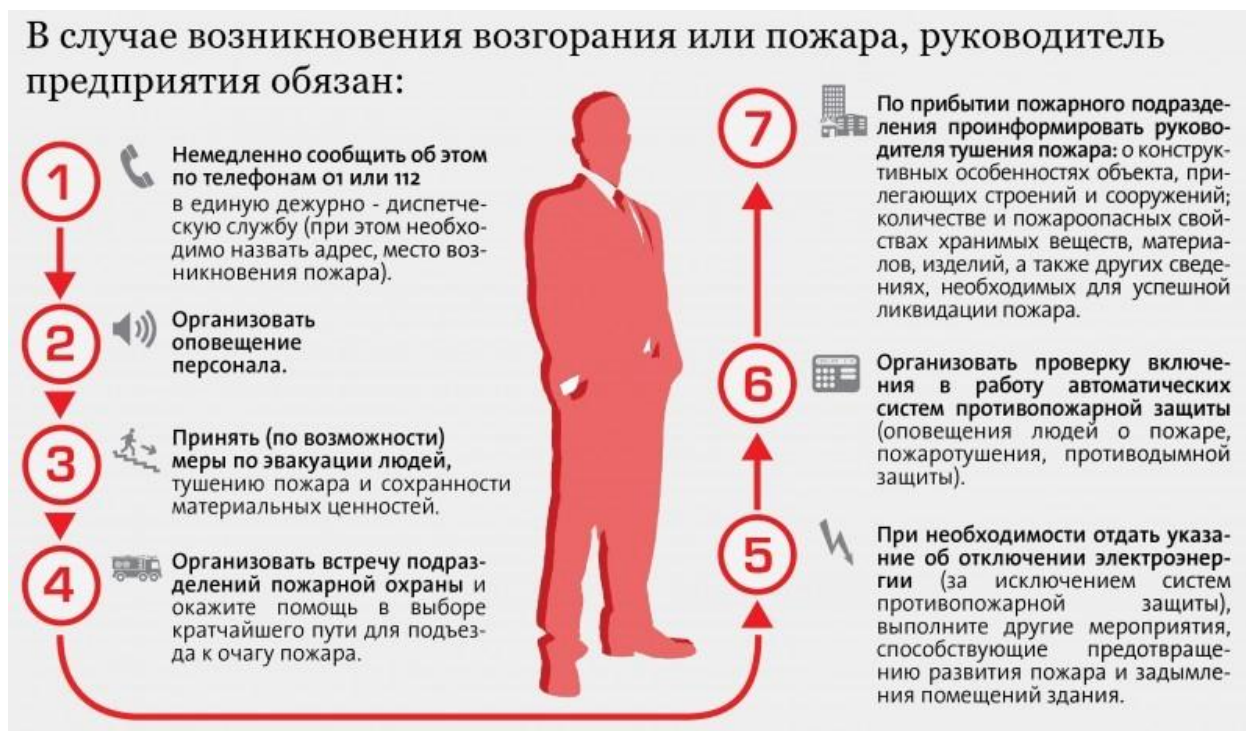 В случае возникновения возгорания или пожара, руководитель
предприятия обязан:
1
Немедленно сообщить об этом
по телефонам 01 или 112
в единую дежурно - диспетче-
скую службу (при этом необхо-
димо назвать адрес, место воз-
никновения пожара).
2
Организовать
оповещение
персонала.
3
Принять (по возможности)
меры по эвакуации людей,
тушению пожара и сохранности
материальных ценностей.
4
Организовать встречу подраз-
делений пожарной охраны и
окажите помощь в выборе
кратчайшего пути для подъез-
да к очагу пожара.
5
При необходимости отдать указа-
ние об отключении электроэнер-
гии (за исключением систем
противопожарной защиты),
выполните другие мероприятия,
способствующие предотвраще-
нию развития пожара и задымле-
ния помещений здания.
6
Организовать проверку включе-
ния в работу автоматических
систем противопожарной защиты
(оповещения людей о пожаре,
пожаротушения, противодымной
защиты).
7
По прибытии пожарного подразде-
ления проинформировать руково-
дителя тушения пожара: о конструк-
тивных особенностях объекта, при-
легающих строений и сооружений;
количестве и пожароопасных свой-
ствах хранимых веществ, материа-
лов, изделий, а также других сведе-
ниях, необходимых для успешной
ликвидации пожара.